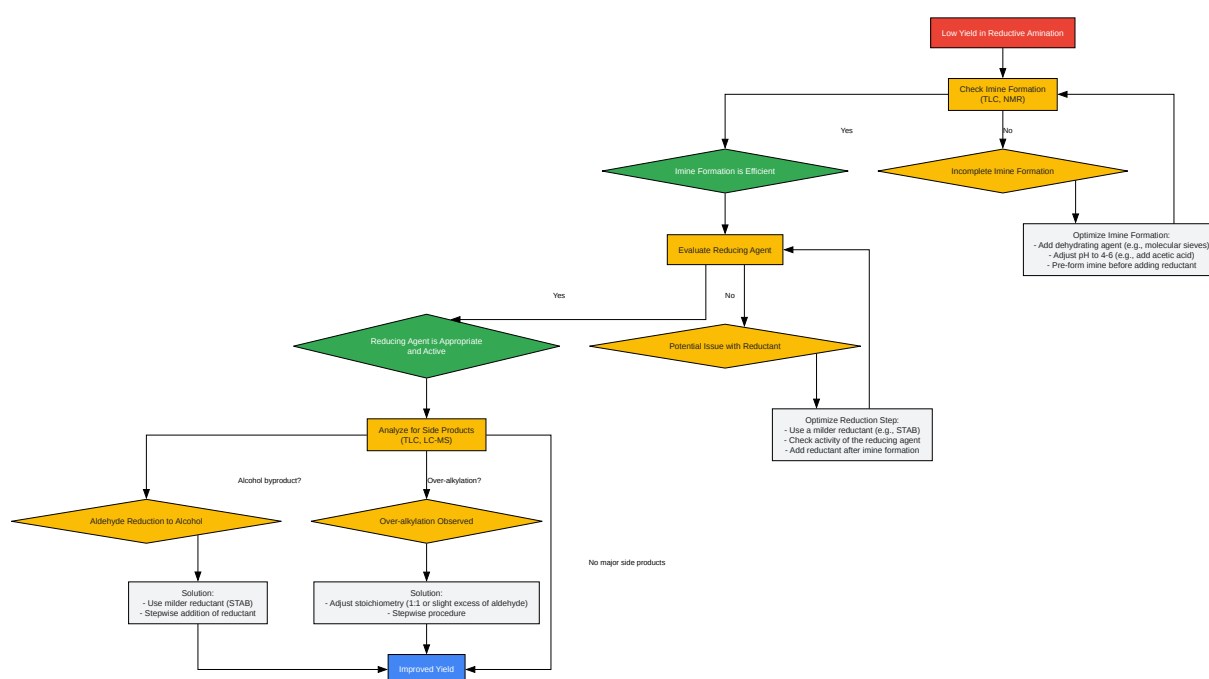 Low Yield in Reductive Amination
Check Imine Formation
(TLC, NMR)
Yes
No
Imine Formation is Efficient
Incomplete Imine Formation
Optimize Imine Formation:
- Add dehydrating agent (e.g., molecular sieves)
- Adjust pH to 4-6 (e.g., add acetic acid)
- Pre-form imine before adding reductant
Evaluate Reducing Agent
Yes
No
Reducing Agent is Appropriate
and Active
Potential Issue with Reductant
Optimize Reduction Step:
- Use a milder reductant (e.g., STAB)
- Check activity of the reducing agent
- Add reductant after imine formation
Analyze for Side Products
(TLC, LC-MS)
Alcohol byproduct?
Over-alkylation?
Aldehyde Reduction to Alcohol
Over-alkylation Observed
No major side products
Solution:
- Use milder reductant (STAB)
- Stepwise addition of reductant
Solution:
- Adjust stoichiometry (1:1 or slight excess of aldehyde)
- Stepwise procedure
Improved Yield